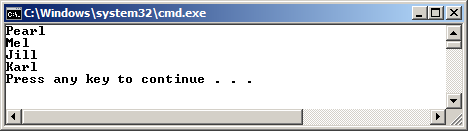 C:\Windows\system32\cmd.exe
Pearl
Mel
Jill
Karl
Press any key to continue . . .